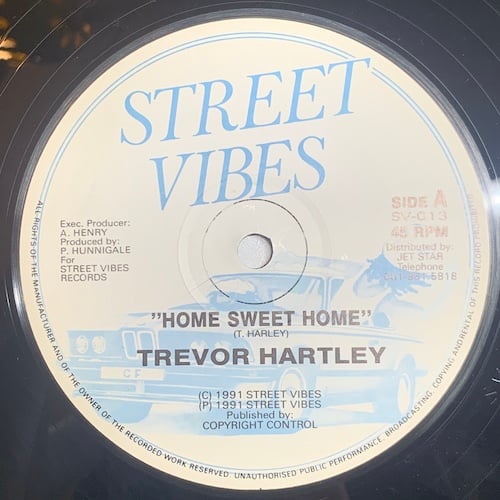 STREET
VIBES
SIDE A
SV-013
45 RPM
Distributed by:
JET STAR
Telephone
Exec. Producer:
A. HENRY
Produced by:
P. HUNNIGALE
For
STREET VIBES
RECORDS
"HOME SWEET HOME"
(T. HARLEY)
TREVOR HARTLEY
(C) 1991 STREET VIBES
(P) 1991 STREET VIBES
Published by:
COPYRIGHT CONTROL
ALL RIGHTS OF THE MANUFACTURER AND OF THE OWNER OF THE RECORDED WORK RESERVED. UNAUTHORISED PUBLIC PERFORMANCE, BROADCASTING, COPYING AND RENTAL OF THIS RECORD PROHIBITED